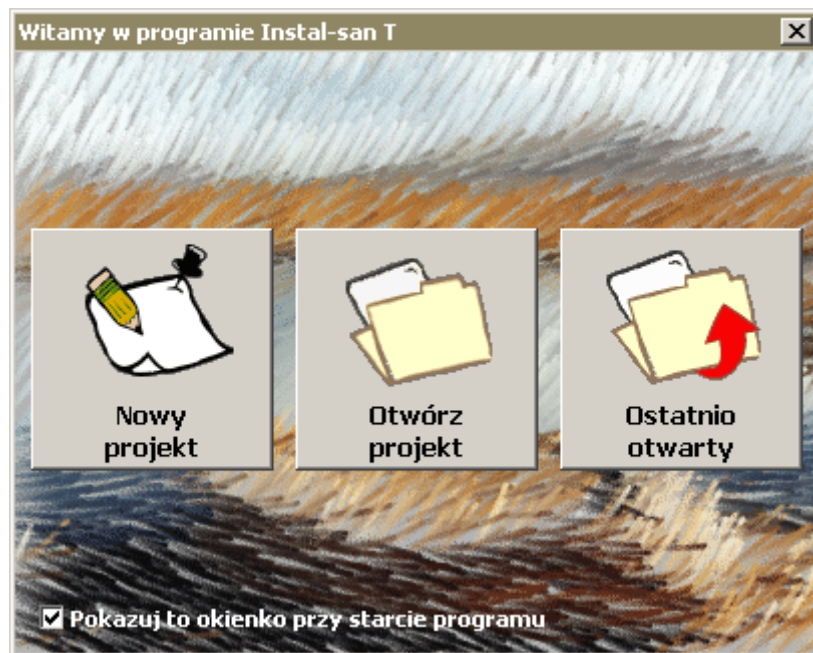 Witamy w programie Instal-san T
Nowy
projekt
Otwórz
projekt
Ostatnio
otwarty
Pokazuj to okienko przy starcie programu